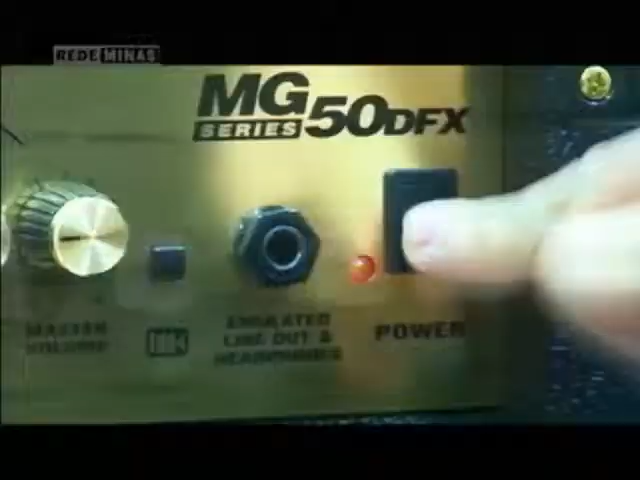 REDE MINAS
MG 50DFX
SERIES
MASTER
VOLUME
EMULATED
LINE OUT &
HEADPHONES
POWER